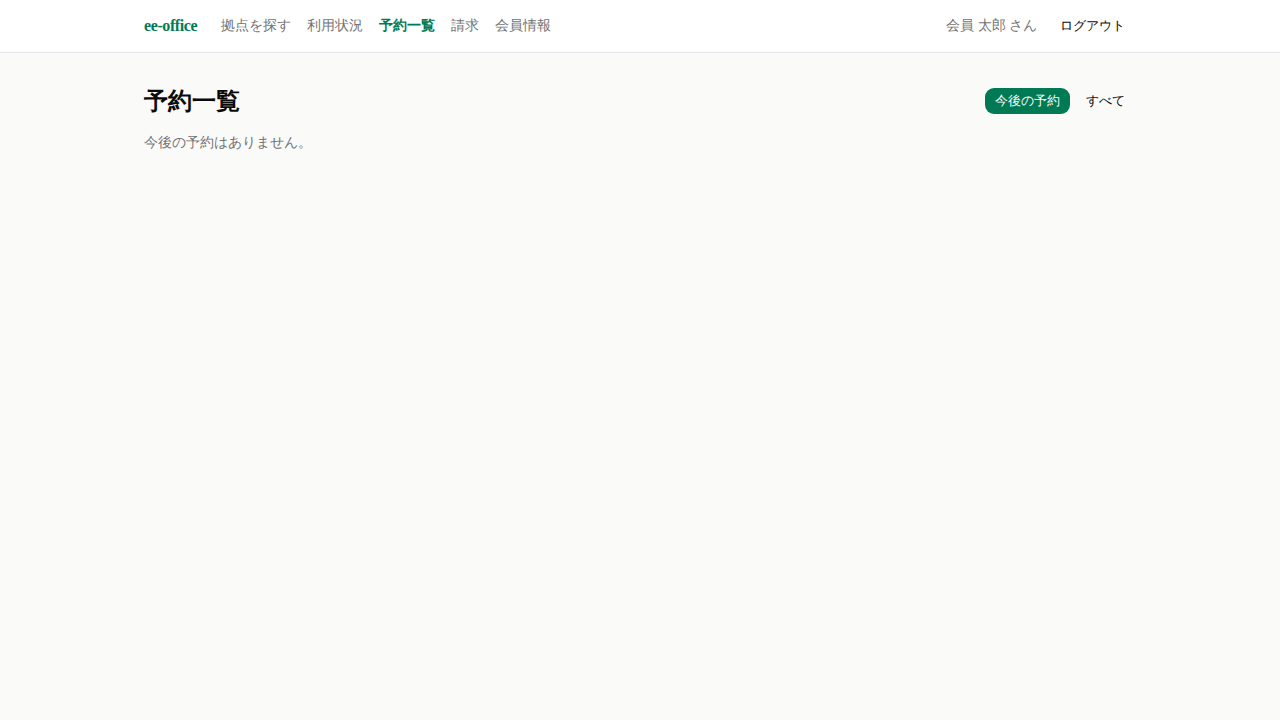 ee-office 拠点を探す 利用状況 予約一覧 請求 会員情報 会員 太郎 さん ログアウト
予約一覧 今後の予約 すべて
今後の予約はありません。